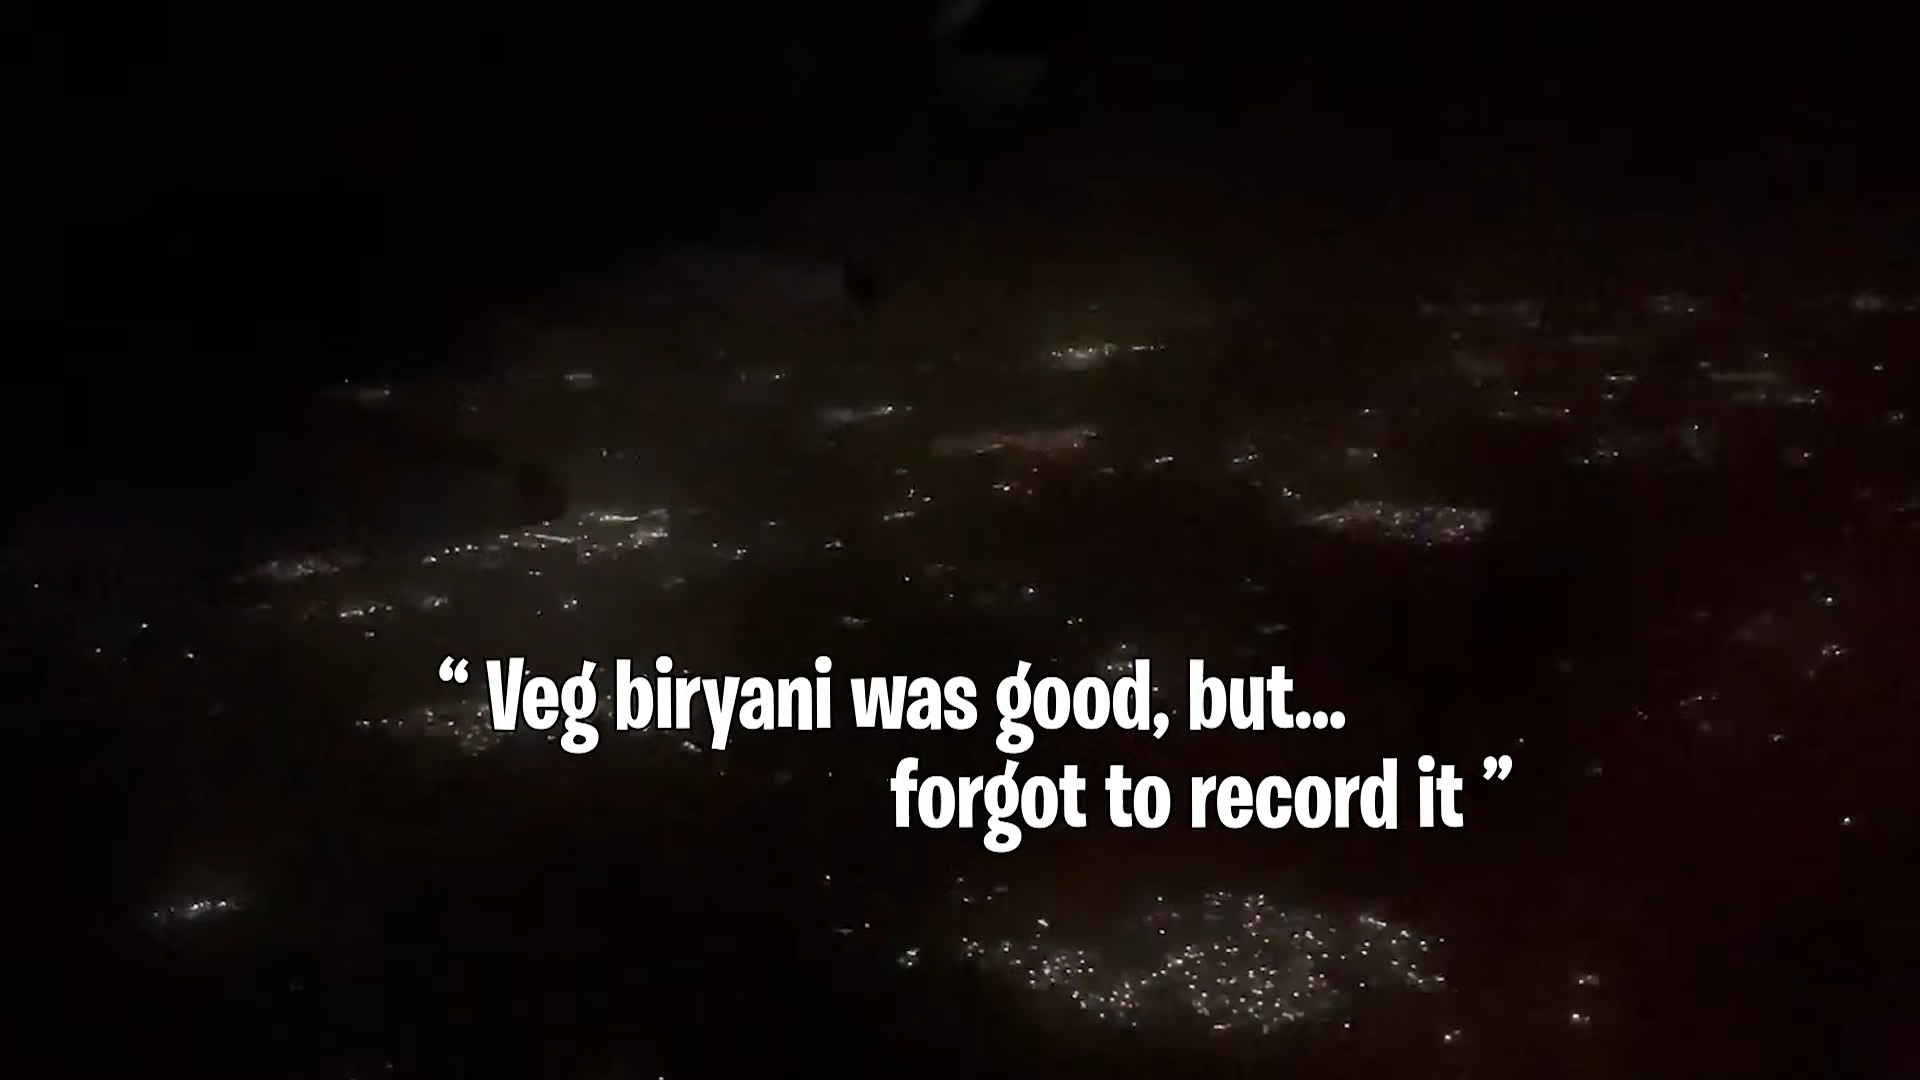 “ Veg biryani was good, but...
forgot to record it ”